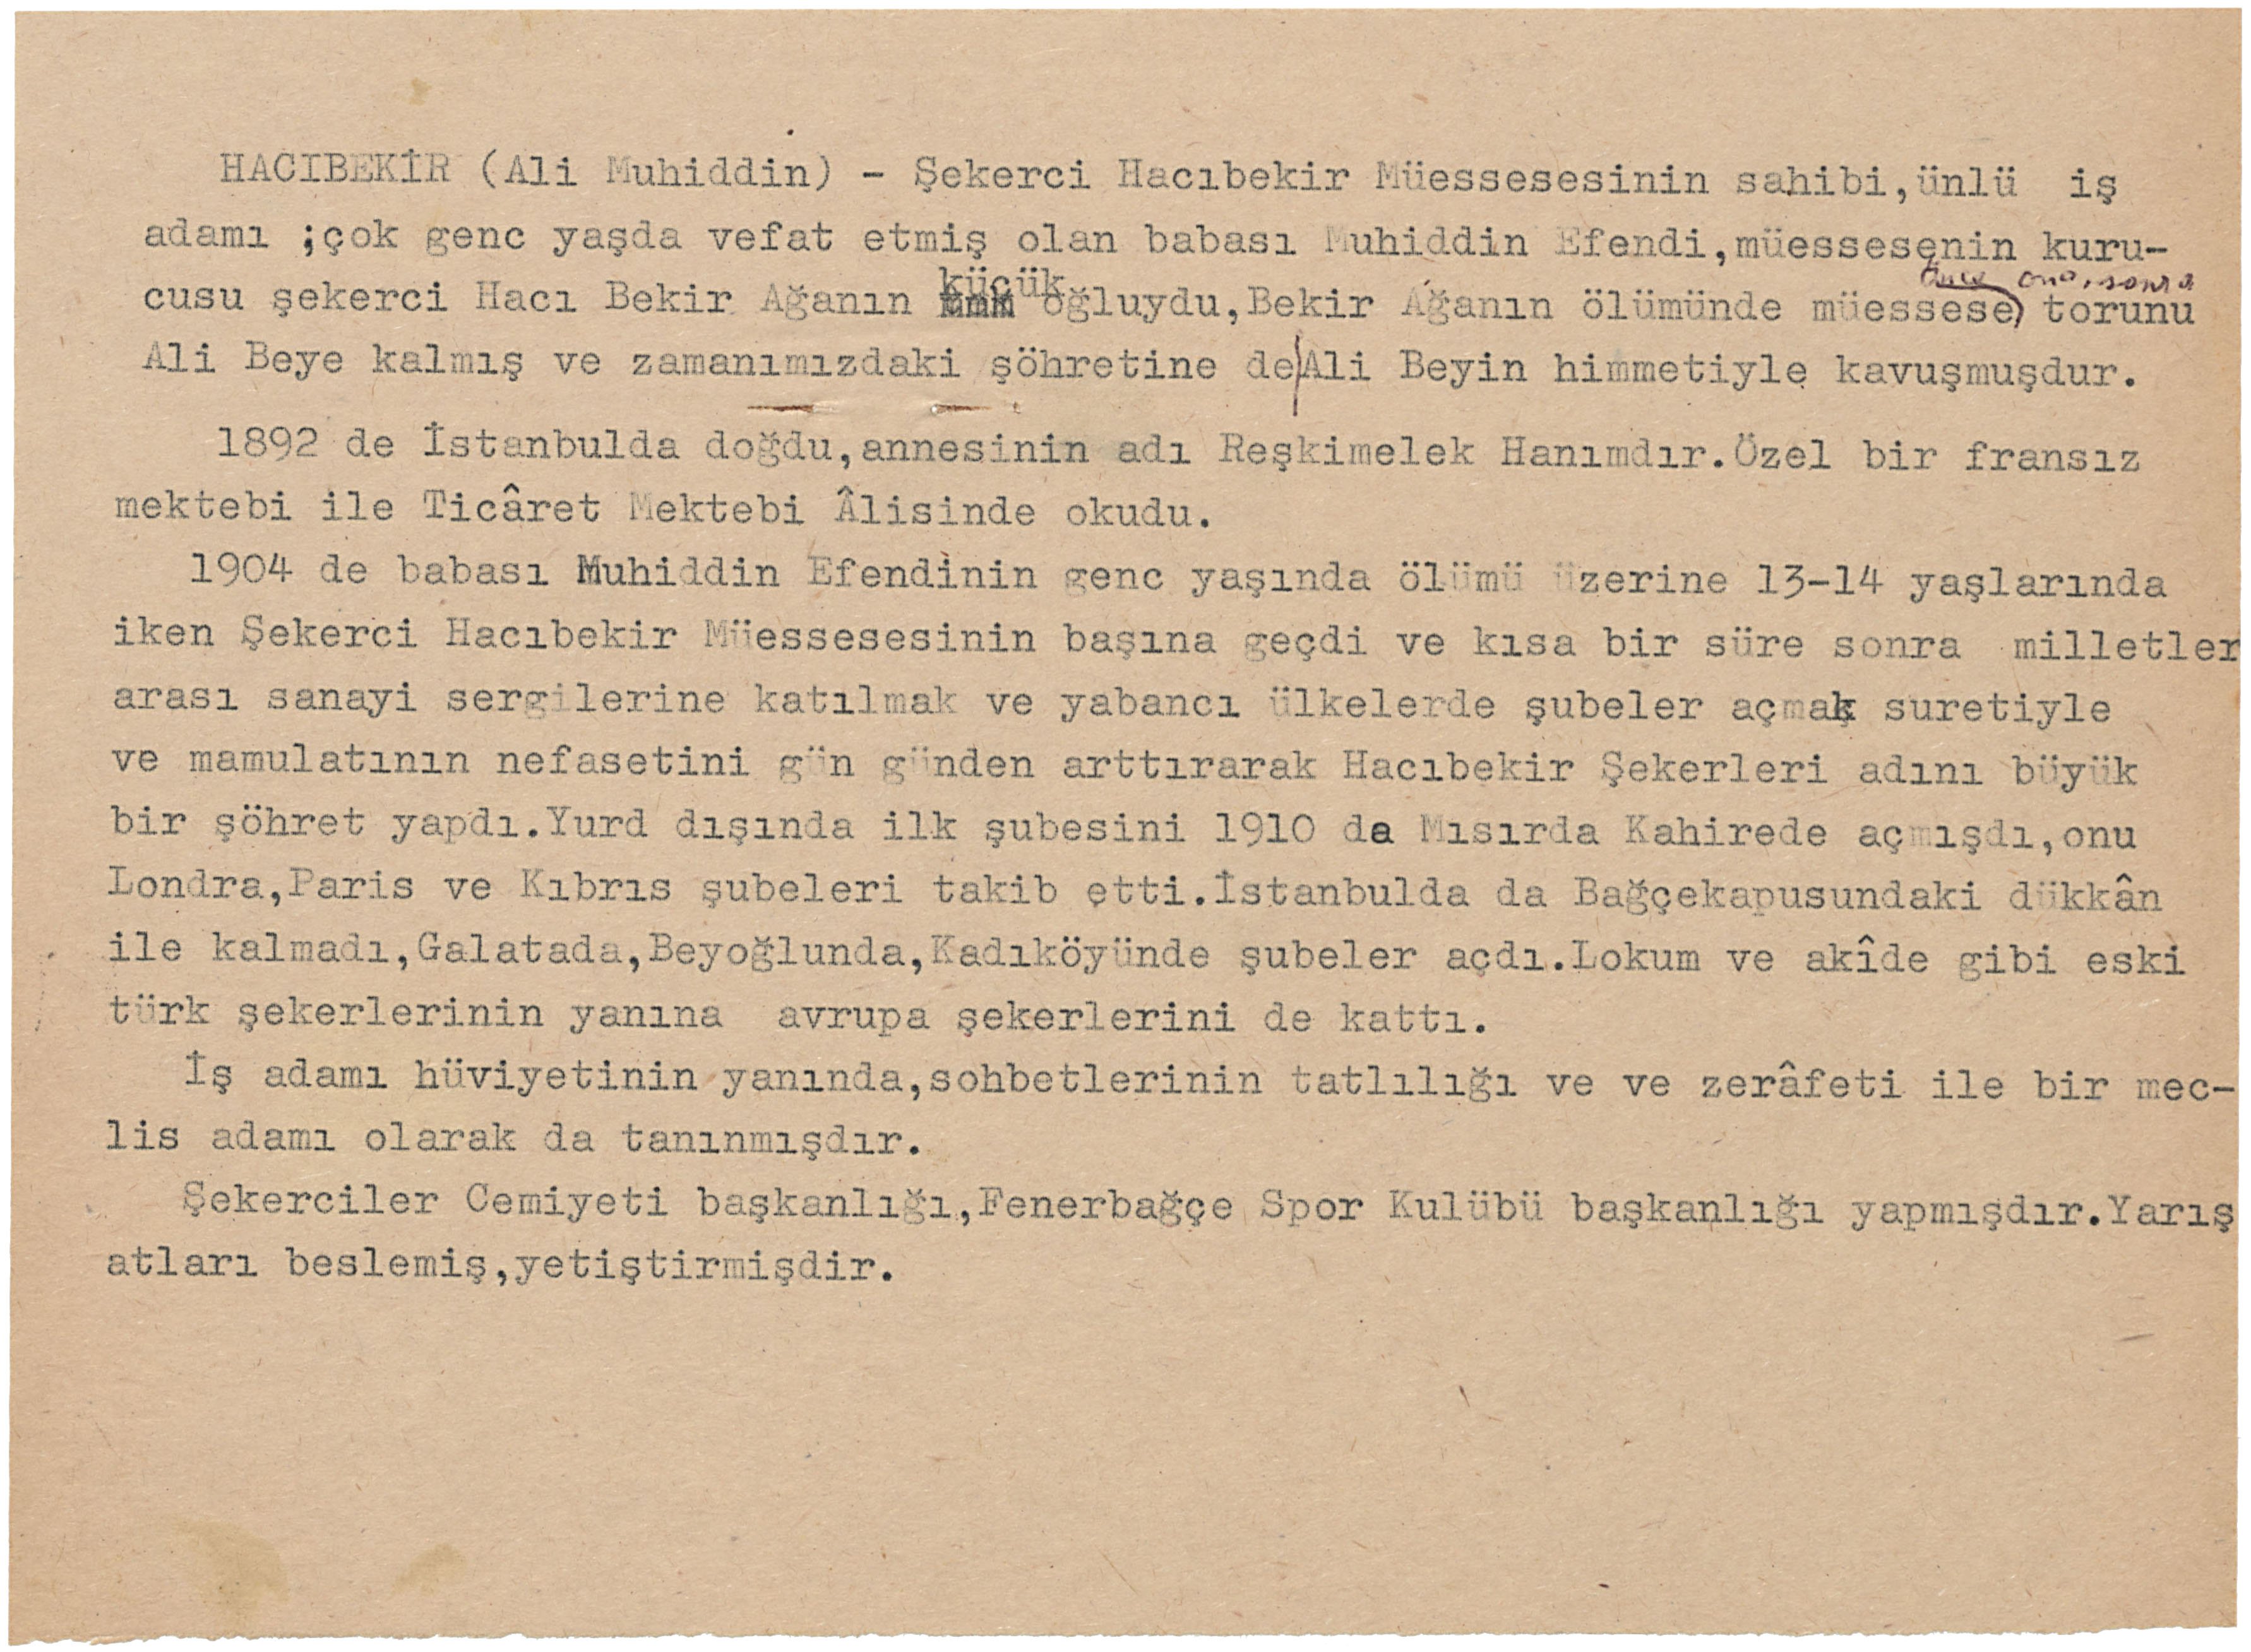 HACIBEKİR (Ali Muhiddin) - Şekerci Hacıbekir Müessesesinin sahibi,ünlü iş
adamı ;çok genc yaşda vefat etmiş olan babası Muhiddin Efendi,müessesenin kuru-
cusu şekerci Hacı Bekir Ağanın küçük oğluydu,Bekir Ağanın ölümünde müessese önce ona, sonra torunu
Ali Beye kalmış ve zamanımızdaki şöhretine de Ali Beyin himmetiyle kavuşmuşdur.
1892 de İstanbulda doğdu,annesinin adı Reşkimelek Hanımdır.Özel bir fransız
mektebi ile Ticâret Mektebi Âlisinde okudu.
1904 de babası Muhiddin Efendinin genc yaşında ölümü üzerine 13-14 yaşlarında
iken Şekerci Hacıbekir Müessesesinin başına geçdi ve kısa bir süre sonra milletler
arası sanayi sergilerine katılmak ve yabancı ülkelerde şubeler açmak suretiyle
ve mamulatının nefasetini gün günden arttırarak Hacıbekir Şekerleri adını büyük
bir şöhret yapdı.Yurd dışında ilk şubesini 1910 da Mısırda Kahirede açmışdı,onu
Londra,Paris ve Kıbrıs şubeleri takib etti.İstanbulda da Bağçekapusundaki dükkân
ile kalmadı,Galatada,Beyoğlunda,Kadıköyünde şubeler açdı.Lokum ve akîde gibi eski
türk şekerlerinin yanına avrupa şekerlerini de kattı.
İş adamı hüviyetinin yanında,sohbetlerinin tatlılığı ve ve zerâfeti ile bir mec-
lis adamı olarak da tanınmışdır.
Şekerciler Cemiyeti başkanlığı,Fenerbağçe Spor Kulübü başkanlığı yapmışdır.Yarış
atları beslemiş,yetiştirmişdir.